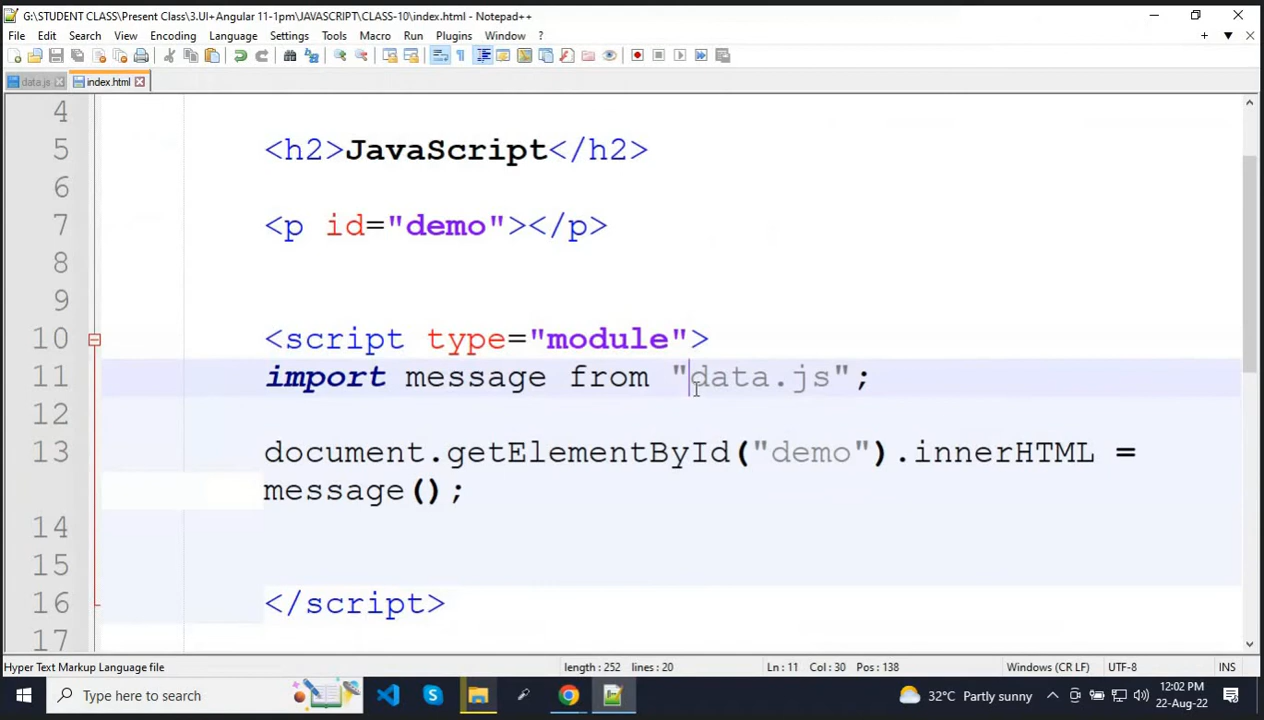 G:\STUDENT CLASS\Present Class\3.UI+Angular 11-1pm\JAVASCRIPT\CLASS-10\index.html - Notepad++
File Edit Search View Encoding Language Settings Tools Macro Run Plugins Window ?
data.js index.html
4
5 <h2>JavaScript</h2>
6
7 <p id="demo"></p>
8
9
10 <script type="module">
11 import message from "data.js";
12
13 document.getElementById("demo").innerHTML =
message();
14
15
16 </script>
17
Hyper Text Markup Language file length : 252 lines : 20 Ln : 11 Col : 30 Pos : 138 Windows (CR LF) UTF-8 INS
Type here to search 32°C Partly sunny 12:02 PM
22-Aug-22